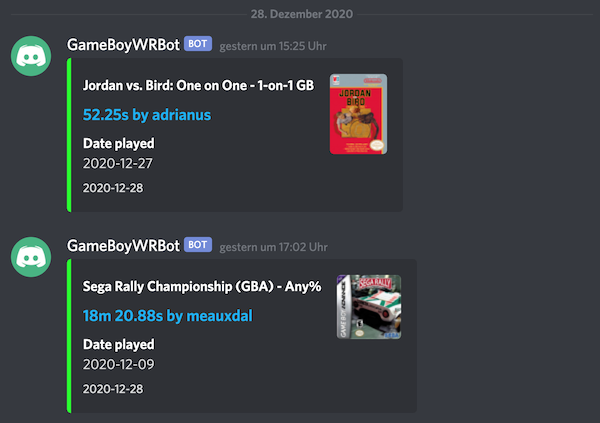 28. Dezember 2020
GameBoyWRBot BOT gestern um 15:25 Uhr
Jordan vs. Bird: One on One - 1-on-1 GB
JORDAN
BIRD
52.25s by adrianus
Date played
2020-12-27
2020-12-28
GameBoyWRBot BOT gestern um 17:02 Uhr
Sega Rally Championship (GBA) - Any%
SEGA RALLY
GAME BOY ADVANCE
18m 20.88s by meauxdal
Date played
2020-12-09
2020-12-28